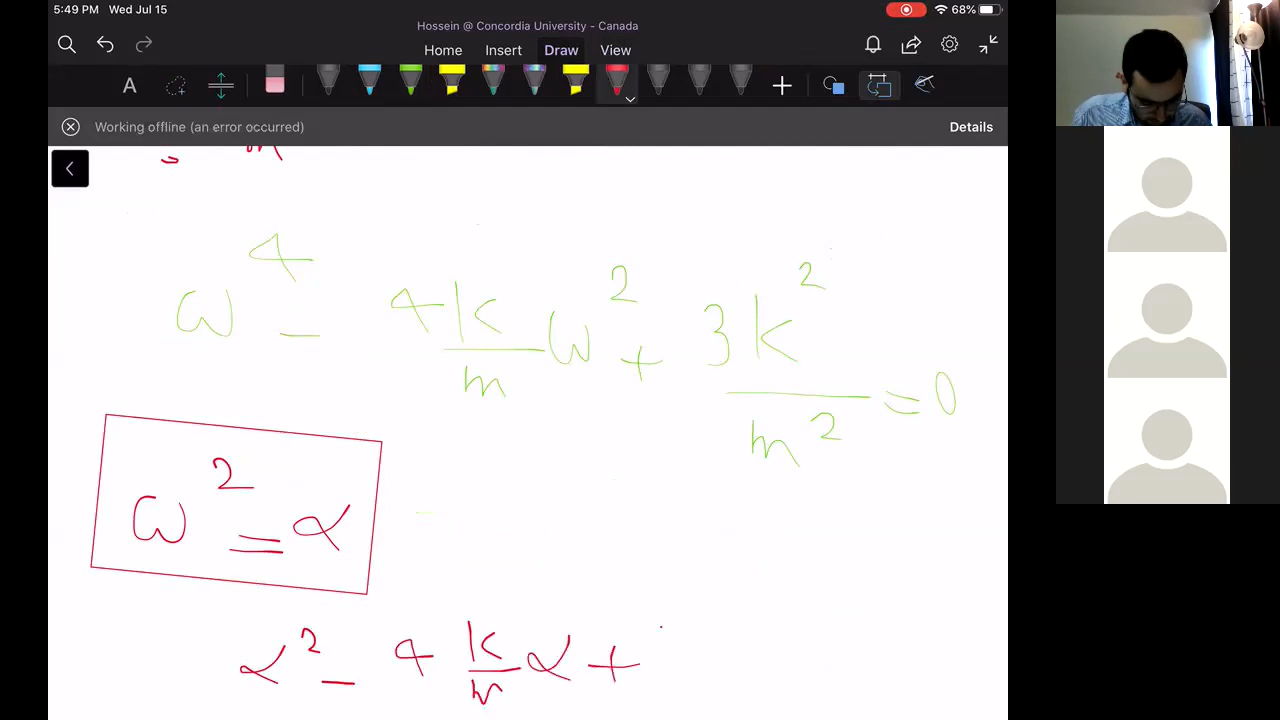 5:49 PM Wed Jul 15
68%
Hossein @ Concordia University - Canada
Home Insert Draw View
A
Working offline (an error occurred) Details
m
ω⁴ - 4k/m ω² + 3k²/m² = 0
ω² = α
α² - 4 k/m α +